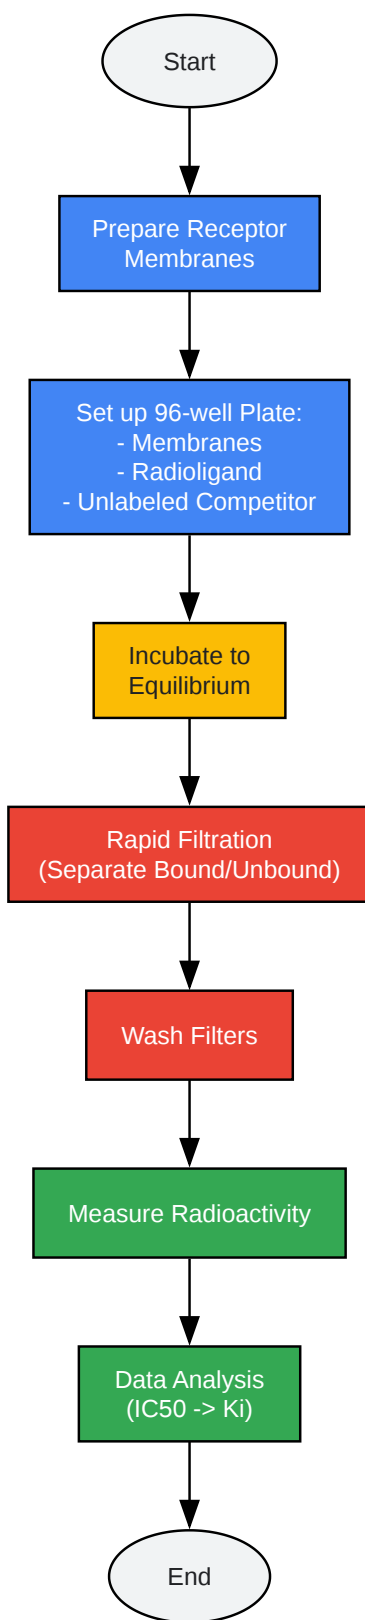 Start
Prepare Receptor
Membranes
Set up 96-well Plate:
- Membranes
- Radioligand
- Unlabeled Competitor
Incubate to
Equilibrium
Rapid Filtration
(Separate Bound/Unbound)
Wash Filters
Measure Radioactivity
Data Analysis
(IC50 -> Ki)
End